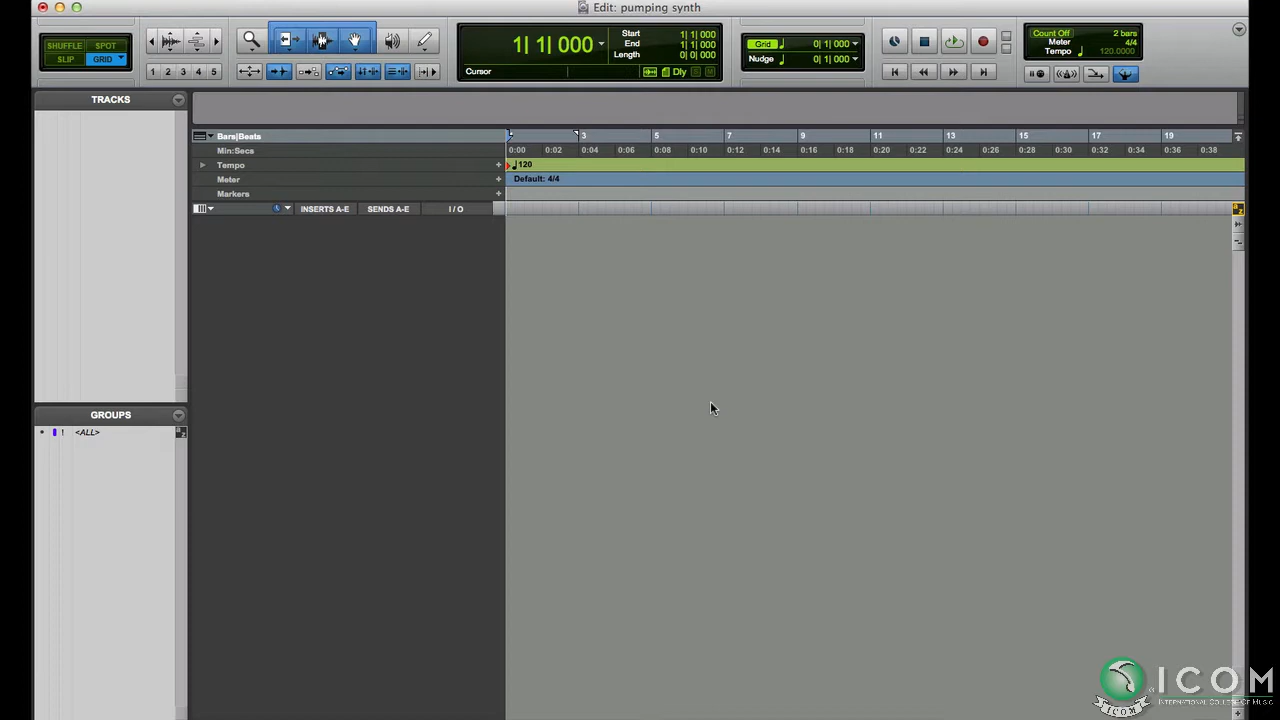 Edit: pumping synth
SHUFFLE SPOT
SLIP GRID
1 2 3 4 5
1| 1| 000
Start 1| 1| 000
End 1| 1| 000
Length 0| 0| 000
Cursor
Dly
Grid 0| 1| 000
Nudge 0| 1| 000
Count Off 2 bars
Meter 4/4
Tempo 120.0000
TRACKS
Bars|Beats
3 5 7 9 11 13 15 17 19
Min:Secs
0:00 0:02 0:04 0:06 0:08 0:10 0:12 0:14 0:16 0:18 0:20 0:22 0:24 0:26 0:28 0:30 0:32 0:34 0:36 0:38
Tempo
120
Meter
Default: 4/4
Markers
INSERTS A-E SENDS A-E I / O
GROUPS
! <ALL>
ICOM
INTERNATIONAL COLLEGE OF MUSIC
ICOM